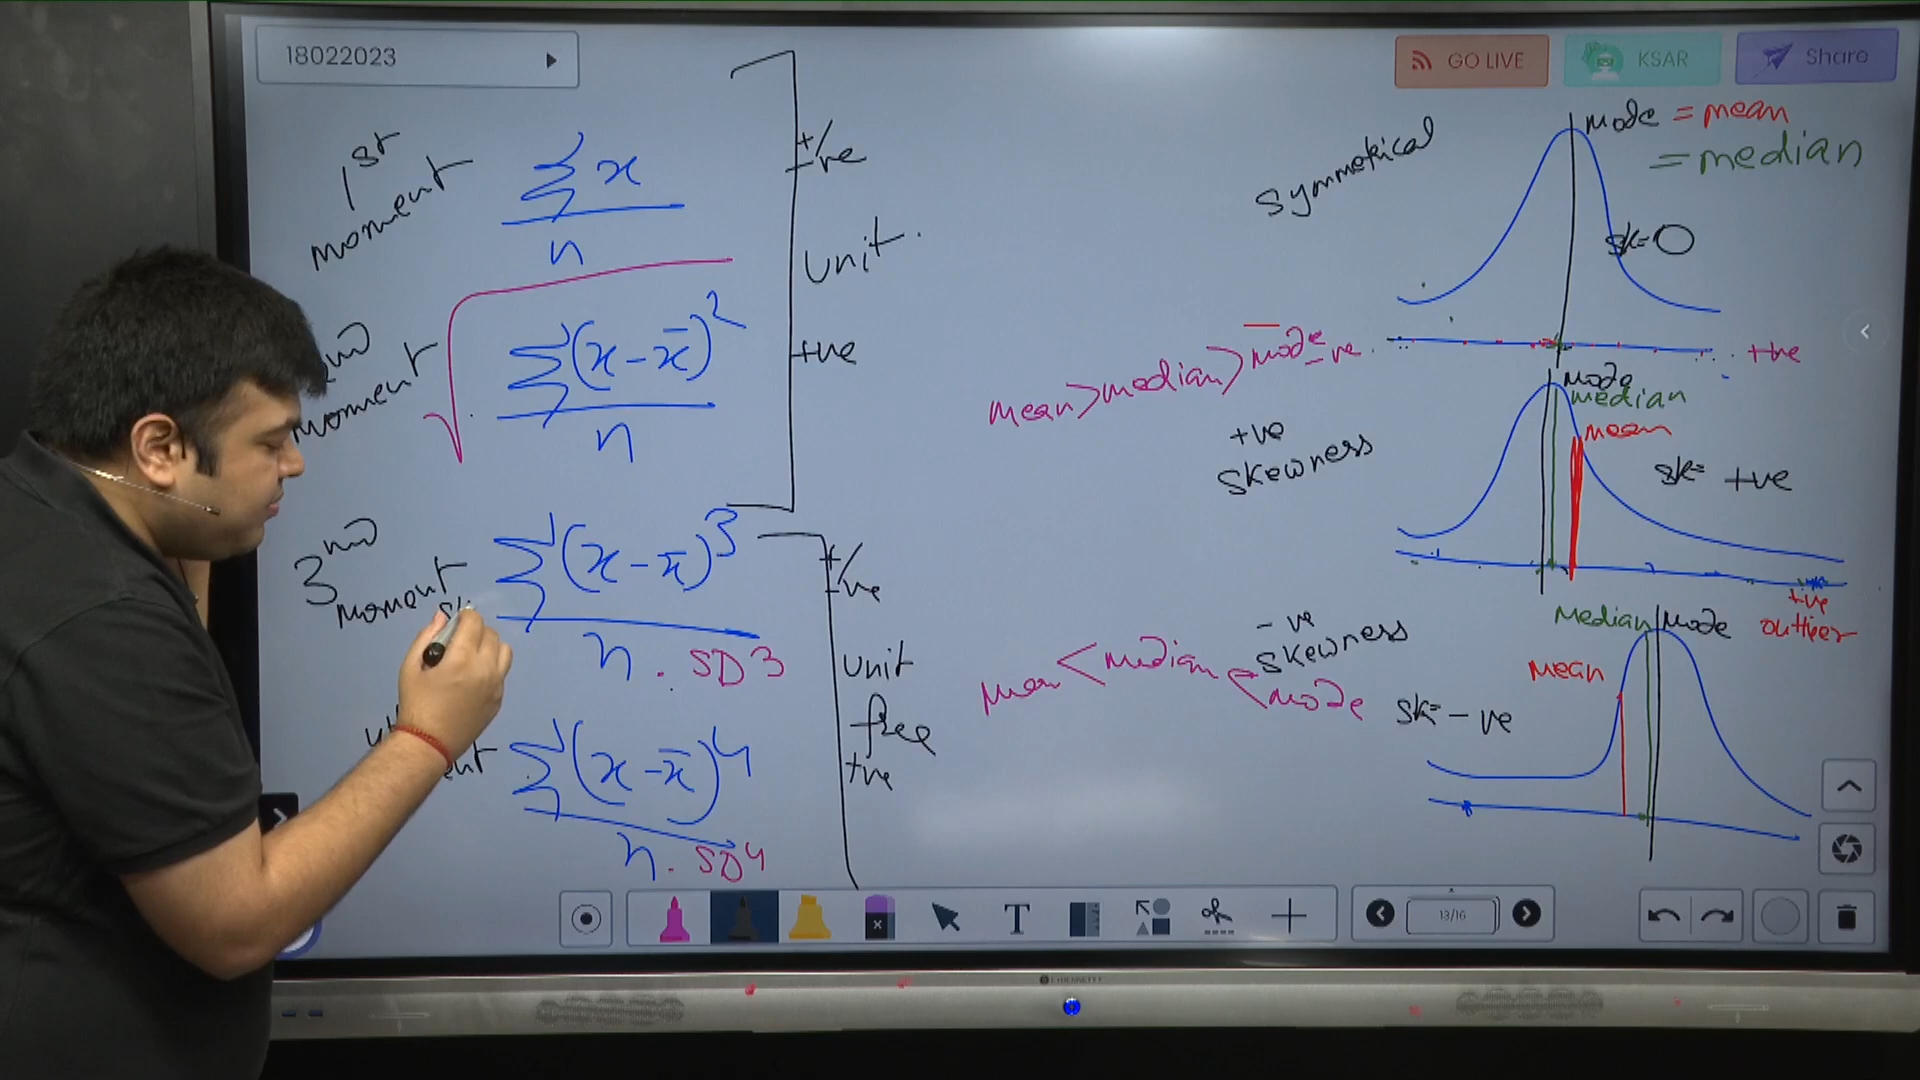 18022023
GO LIVE
KSAR
Share
1st
moment
Σx
n
+/-ve
unit.
moment
√Σ(x-x̄)²
n
+ve
3nd
moment
Sk
Σ(x-x̄)3
n. SD3
+/-ve
unit
free
Σ(x-x̄)4
n. SD4
+ve
symmetrical
mode = mean
= median
sk=0
-ve.
+ve
mean>median>mode
+ve
skewness
mode
median
mean
sk= +ve
+ve
outlier
-ve
skewness
mean<median<mode
sk= -ve
Median
Mode
Mean
T
13/16